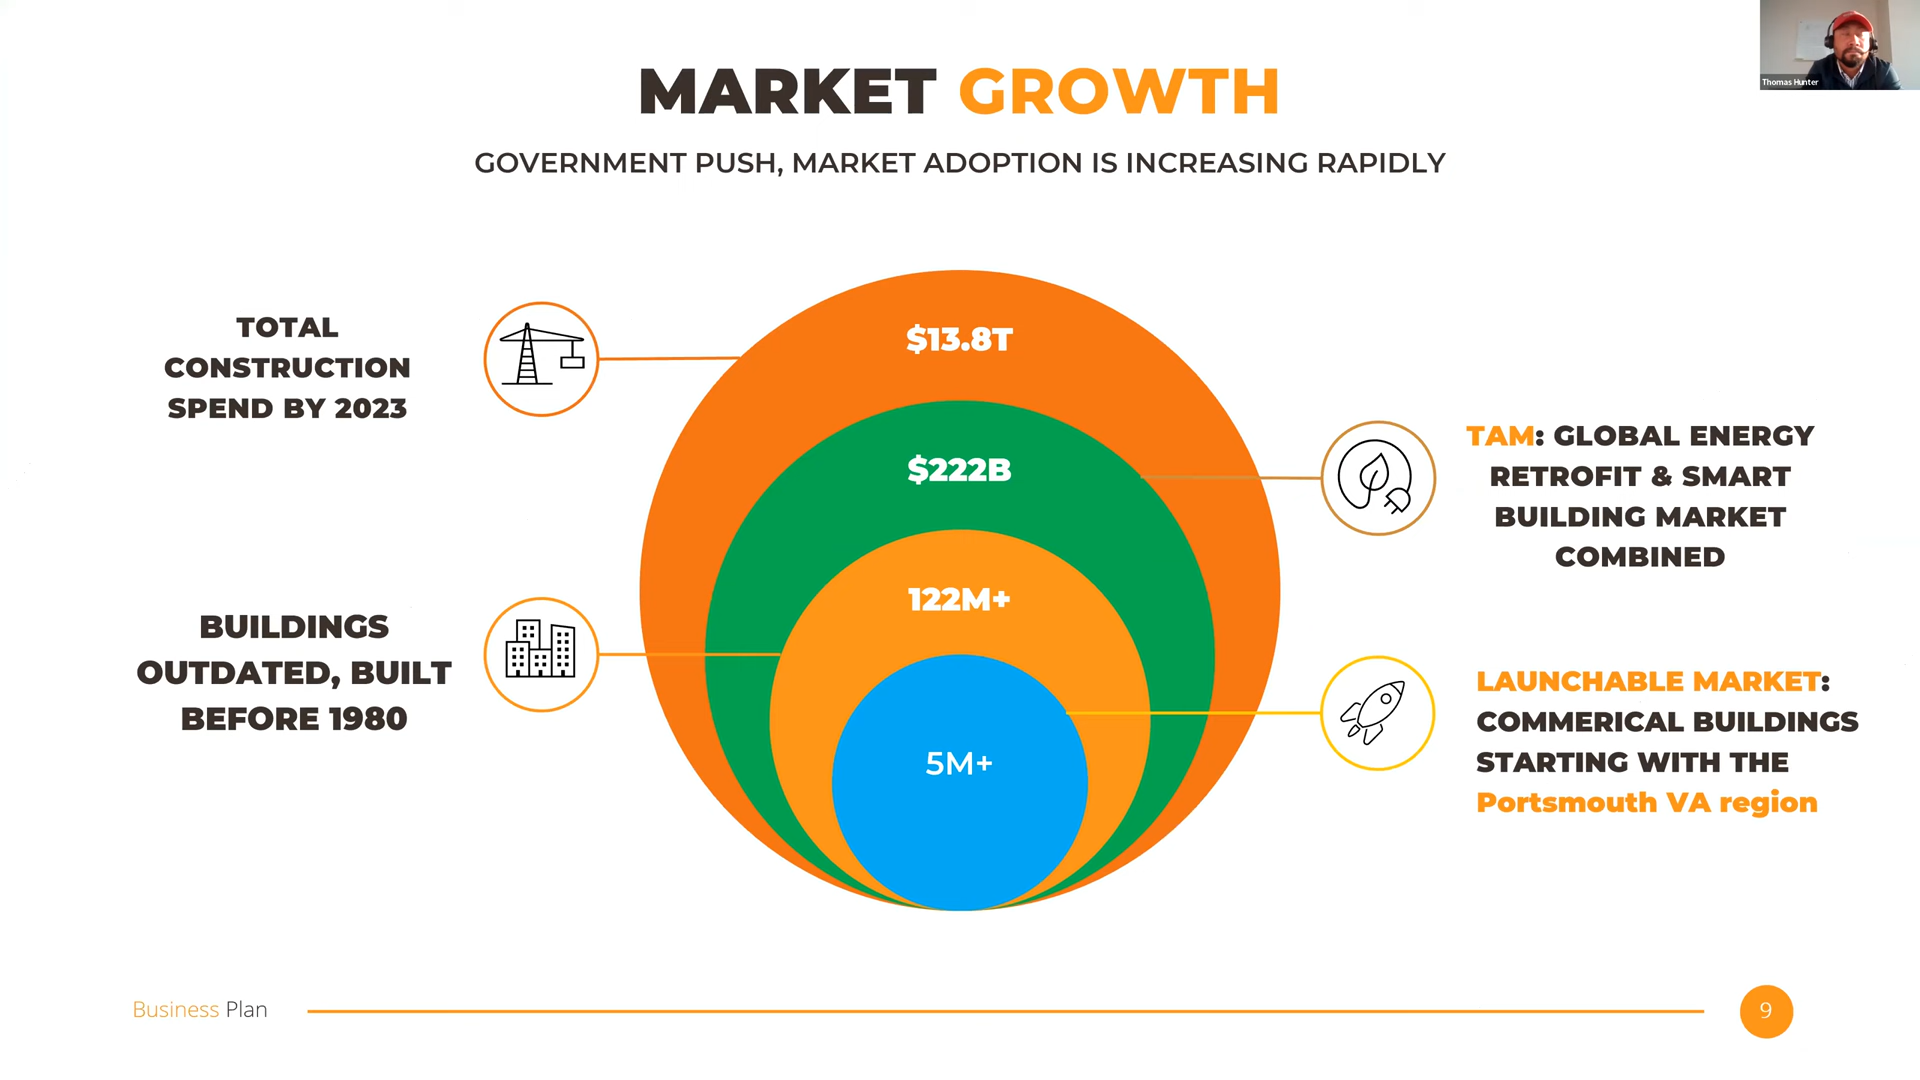 Thomas Hunter
MARKET GROWTH
GOVERNMENT PUSH, MARKET ADOPTION IS INCREASING RAPIDLY
TOTAL
CONSTRUCTION
SPEND BY 2023
$13.8T
$222B
122M+
5M+
TAM: GLOBAL ENERGY
RETROFIT & SMART
BUILDING MARKET
COMBINED
BUILDINGS
OUTDATED, BUILT
BEFORE 1980
LAUNCHABLE MARKET:
COMMERICAL BUILDINGS
STARTING WITH THE
Portsmouth VA region
Business Plan
9